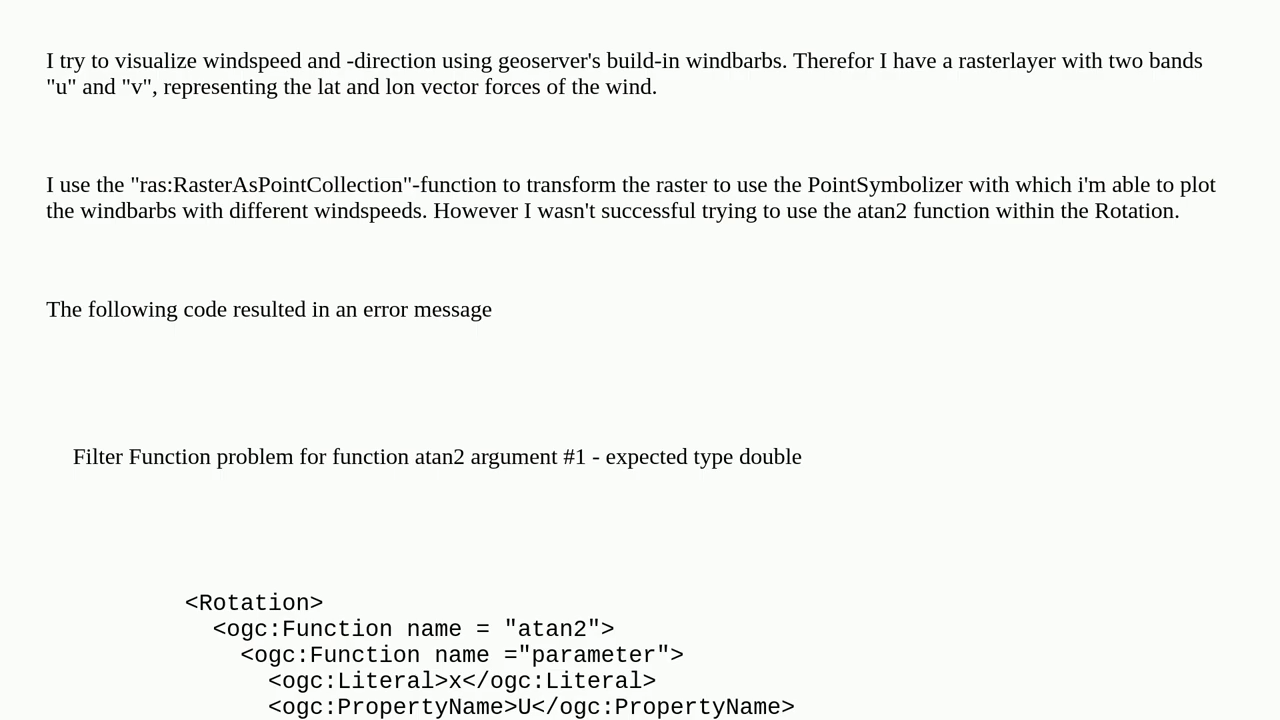 I try to visualize windspeed and -direction using geoserver's build-in windbarbs. Therefor I have a rasterlayer with two bands
"u" and "v", representing the lat and lon vector forces of the wind.
I use the "ras:RasterAsPointCollection"-function to transform the raster to use the PointSymbolizer with which i'm able to plot
the windbarbs with different windspeeds. However I wasn't successful trying to use the atan2 function within the Rotation.
The following code resulted in an error message
Filter Function problem for function atan2 argument #1 - expected type double
<Rotation>
<ogc:Function name = "atan2">
<ogc:Function name ="parameter">
<ogc:Literal>x</ogc:Literal>
<ogc:PropertyName>U</ogc:PropertyName>